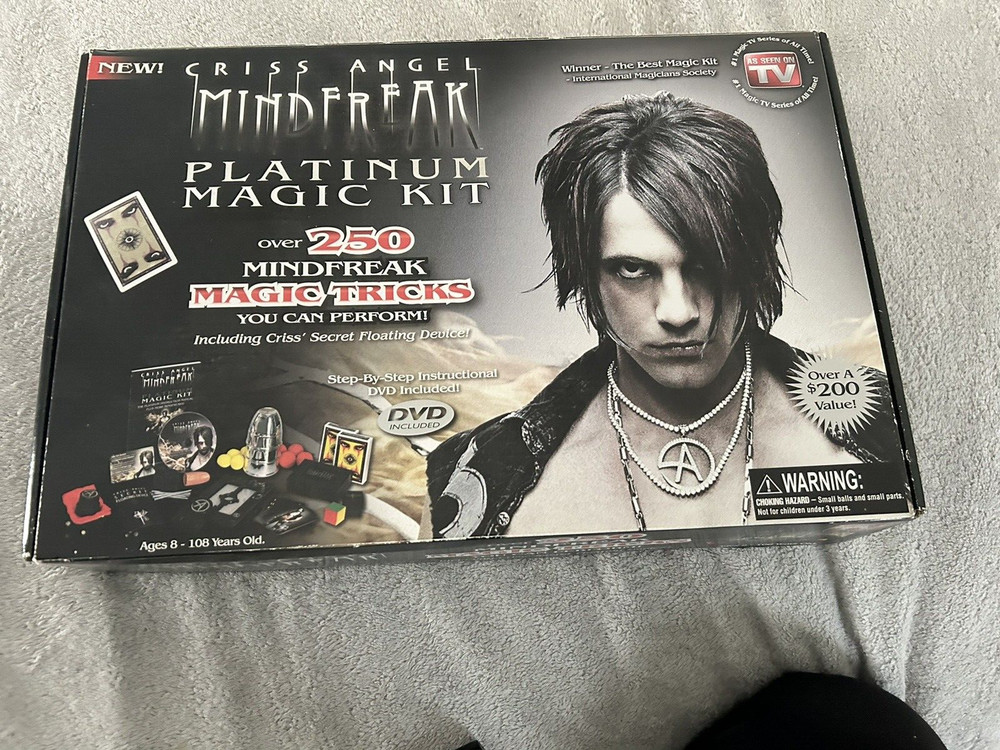 NEW!
CRISS ANGEL
MINDFREAK
PLATINUM
MAGIC KIT
over 250
MINDFREAK
MAGIC TRICKS
YOU CAN PERFORM!
Including Criss' Secret Floating Device!
Step-By-Step Instructional
DVD Included!
DVD
INCLUDED
Winner - The Best Magic Kit
- International Magicians Society
#1 Magic TV Series of All Time!
AS SEEN ON
TV
#1 Magic TV Series of All Time!
Over A
$200
Value!
CRISS ANGEL
MINDFREAK
MAGIC KIT
WARNING:
CHOKING HAZARD – Small balls and small parts.
Not for children under 3 years.
Ages 8 - 108 Years Old.